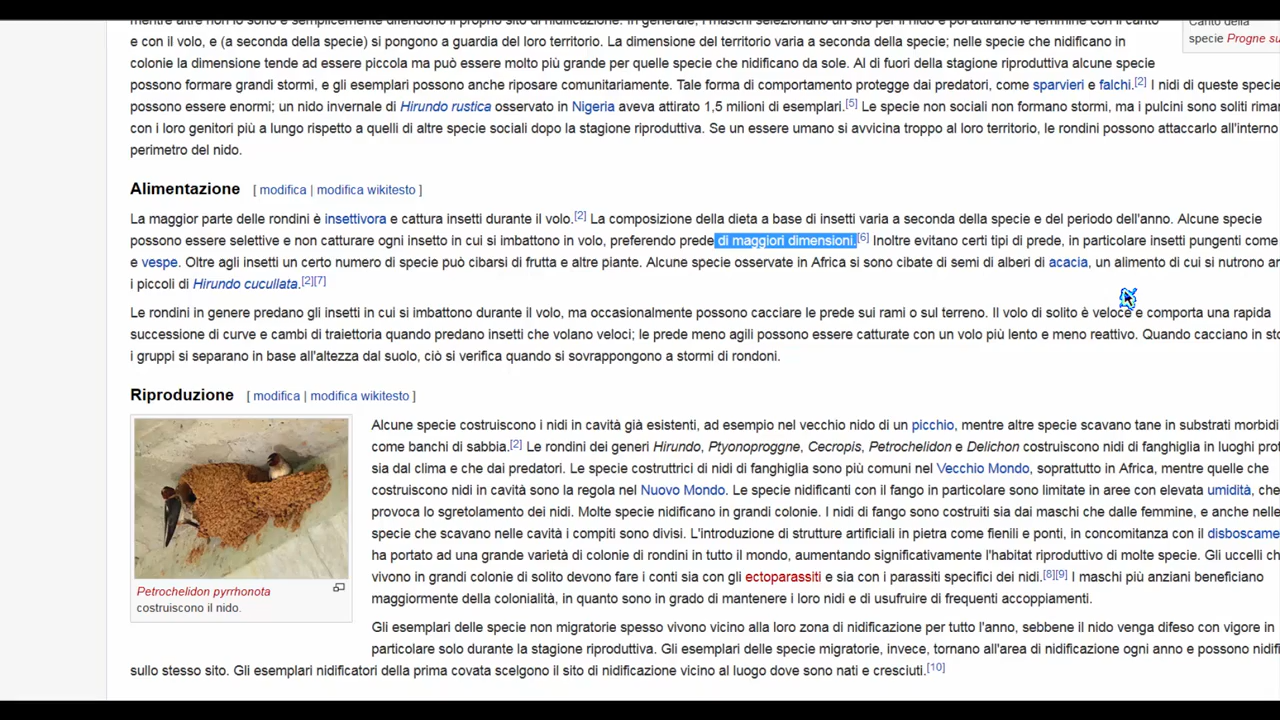 mentre altre non lo sono e semplicemente difendono il proprio sito di nidificazione. In generale, i maschi selezionano un sito per il nido e poi attirano le femmine con il canto
e con il volo, e (a seconda della specie) si pongono a guardia del loro territorio. La dimensione del territorio varia a seconda della specie; nelle specie che nidificano in
colonie la dimensione tende ad essere piccola ma può essere molto più grande per quelle specie che nidificano da sole. Al di fuori della stagione riproduttiva alcune specie
possono formare grandi stormi, e gli esemplari possono anche riposare comunitariamente. Tale forma di comportamento protegge dai predatori, come sparvieri e falchi.[2] I nidi di queste specie
possono essere enormi; un nido invernale di Hirundo rustica osservato in Nigeria aveva attirato 1,5 milioni di esemplari.[5] Le specie non sociali non formano stormi, ma i pulcini sono soliti rima
con i loro genitori più a lungo rispetto a quelli di altre specie sociali dopo la stagione riproduttiva. Se un essere umano si avvicina troppo al loro territorio, le rondini possono attaccarlo all'interno
perimetro del nido.
Canto della
specie Progne su
Alimentazione [ modifica | modifica wikitesto ]
La maggior parte delle rondini è insettivora e cattura insetti durante il volo.[2] La composizione della dieta a base di insetti varia a seconda della specie e del periodo dell'anno. Alcune specie
possono essere selettive e non catturare ogni insetto in cui si imbattono in volo, preferendo prede di maggiori dimensioni.[6] Inoltre evitano certi tipi di prede, in particolare insetti pungenti come
e vespe. Oltre agli insetti un certo numero di specie può cibarsi di frutta e altre piante. Alcune specie osservate in Africa si sono cibate di semi di alberi di acacia, un alimento di cui si nutrono an
i piccoli di Hirundo cucullata.[2][7]
Le rondini in genere predano gli insetti in cui si imbattono durante il volo, ma occasionalmente possono cacciare le prede sui rami o sul terreno. Il volo di solito è veloce e comporta una rapida
successione di curve e cambi di traiettoria quando predano insetti che volano veloci; le prede meno agili possono essere catturate con un volo più lento e meno reattivo. Quando cacciano in sto
i gruppi si separano in base all'altezza dal suolo, ciò si verifica quando si sovrappongono a stormi di rondoni.
Riproduzione [ modifica | modifica wikitesto ]
Alcune specie costruiscono i nidi in cavità già esistenti, ad esempio nel vecchio nido di un picchio, mentre altre specie scavano tane in substrati morbidi
come banchi di sabbia.[2] Le rondini dei generi Hirundo, Ptyonoproggne, Cecropis, Petrochelidon e Delichon costruiscono nidi di fanghiglia in luoghi prot
sia dal clima e che dai predatori. Le specie costruttrici di nidi di fanghiglia sono più comuni nel Vecchio Mondo, soprattutto in Africa, mentre quelle che
costruiscono nidi in cavità sono la regola nel Nuovo Mondo. Le specie nidificanti con il fango in particolare sono limitate in aree con elevata umidità, che
provoca lo sgretolamento dei nidi. Molte specie nidificano in grandi colonie. I nidi di fango sono costruiti sia dai maschi che dalle femmine, e anche nelle
specie che scavano nelle cavità i compiti sono divisi. L'introduzione di strutture artificiali in pietra come fienili e ponti, in concomitanza con il disboscame
ha portato ad una grande varietà di colonie di rondini in tutto il mondo, aumentando significativamente l'habitat riproduttivo di molte specie. Gli uccelli ch
vivono in grandi colonie di solito devono fare i conti sia con gli ectoparassiti e sia con i parassiti specifici dei nidi.[8][9] I maschi più anziani beneficiano
maggiormente della colonialità, in quanto sono in grado di mantenere i loro nidi e di usufruire di frequenti accoppiamenti.
Petrochelidon pyrrhonota
costruiscono il nido.
Gli esemplari delle specie non migratorie spesso vivono vicino alla loro zona di nidificazione per tutto l'anno, sebbene il nido venga difeso con vigore in
particolare solo durante la stagione riproduttiva. Gli esemplari delle specie migratorie, invece, tornano all'area di nidificazione ogni anno e possono nidifi
sullo stesso sito. Gli esemplari nidificatori della prima covata scelgono il sito di nidificazione vicino al luogo dove sono nati e cresciuti.[10]